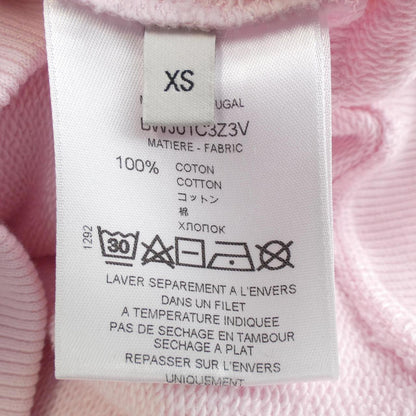 XS
UGAL
BWJ01C3Z3V
MATIERE - FABRIC
100% COTON
COTTON
コットン
棉
ХЛОПОК
1292
30
LAVER SEPAREMENT A L'ENVERS
DANS UN FILET
A TEMPERATURE INDIQUEE
PAS DE SECHAGE EN TAMBOUR
SECHAGE A PLAT
REPASSER SUR L'ENVERS
UNIQUEMENT